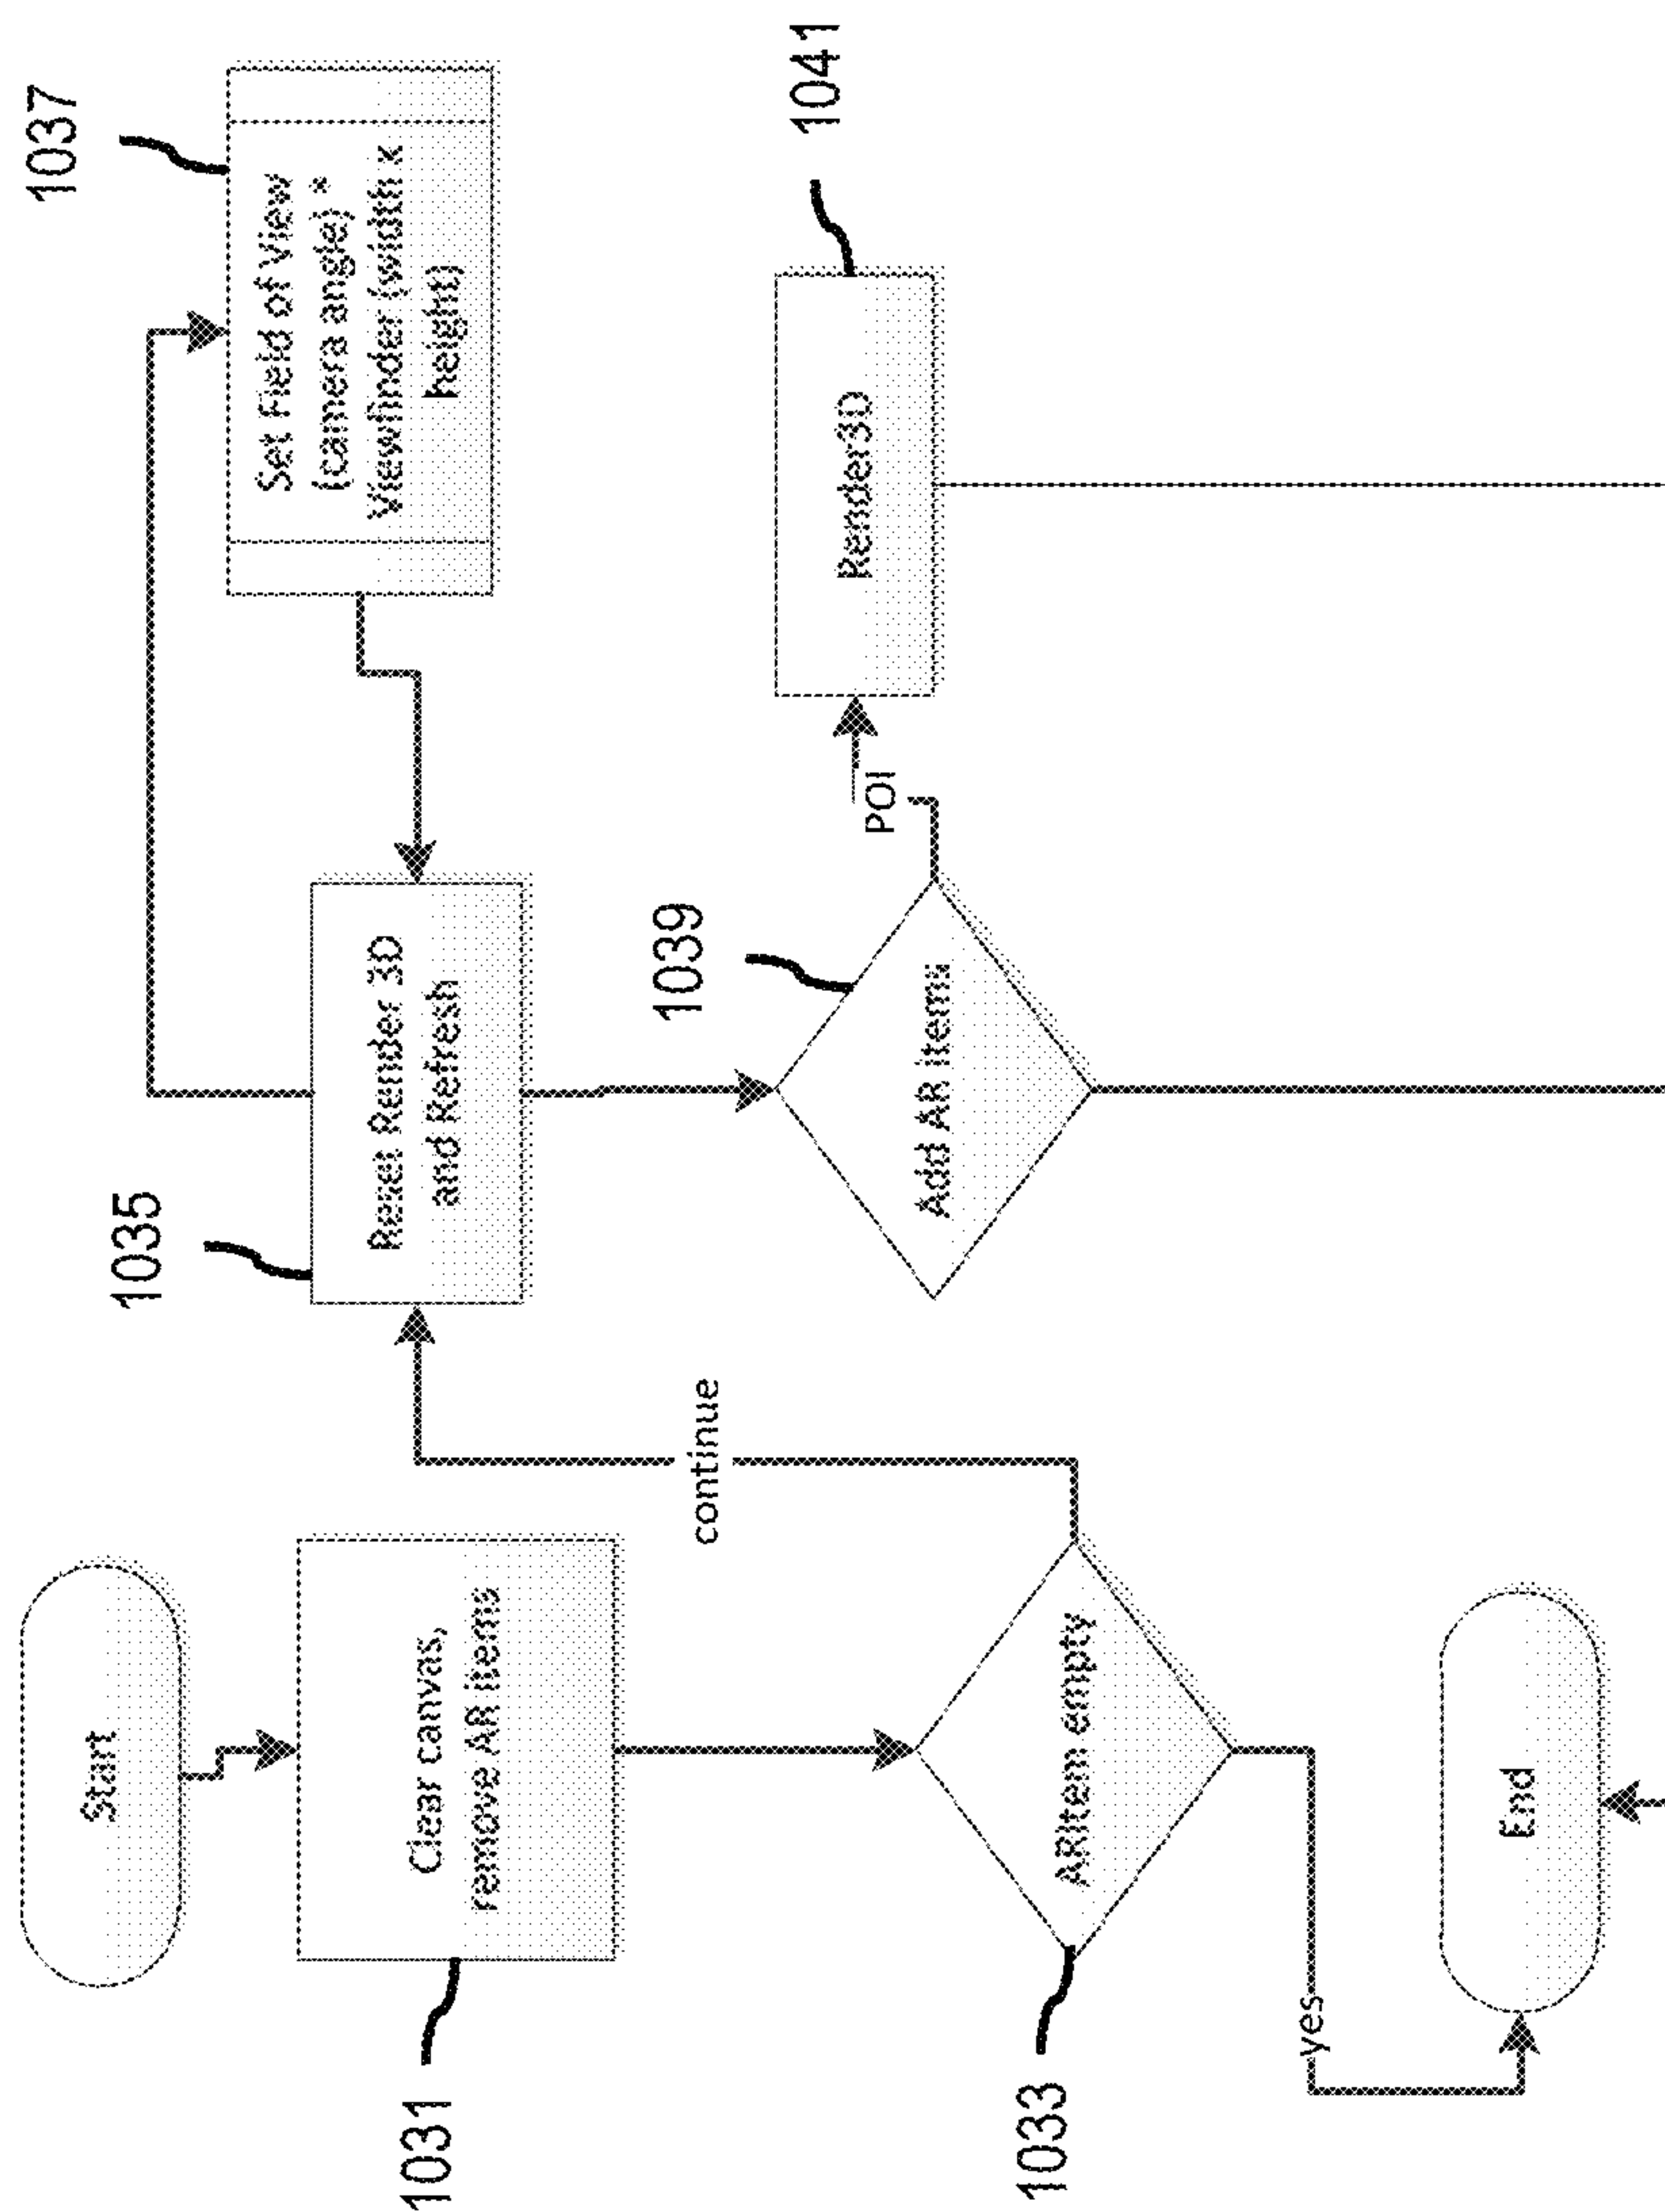 Start
1031
Clear canvas,
remove AR items
1033
ARItem empty
yes
End
continue
1035
Reset Render 3D
and Refresh
1037
Set Field of View
(camera angle) *
Viewfinder (width x
height)
1039
Add AR items
POI
1041
Render3D